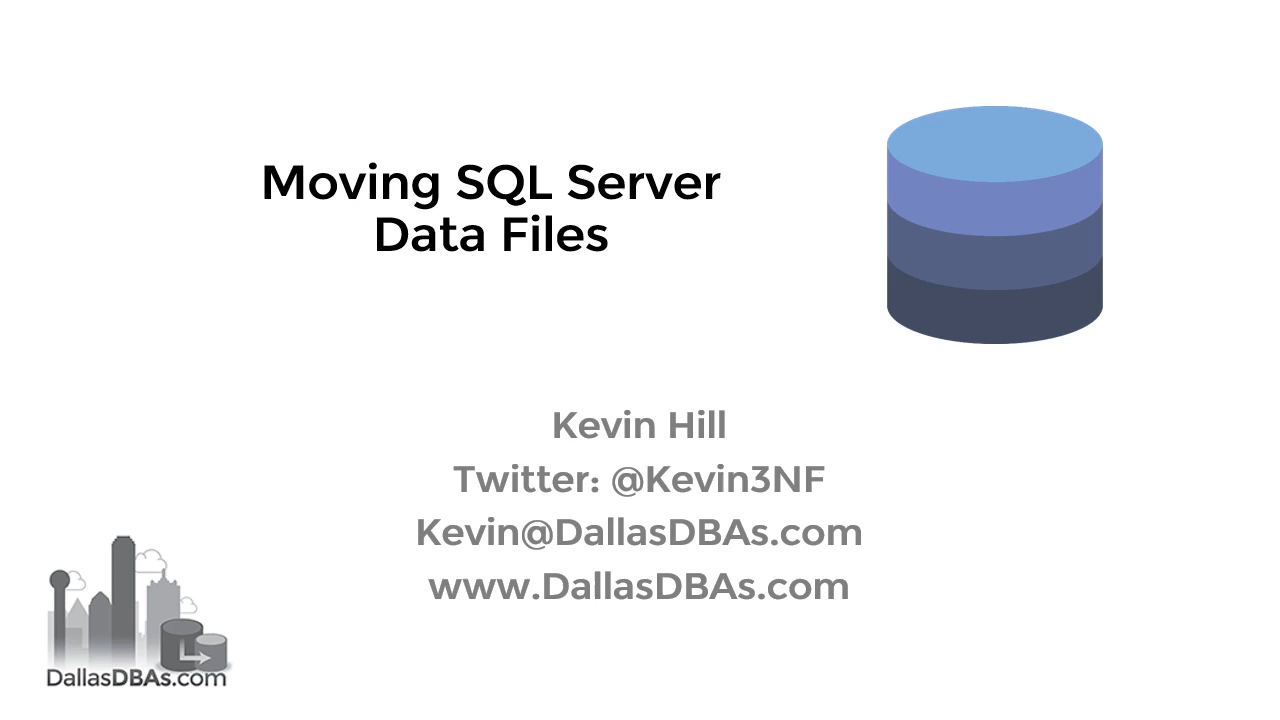 Moving SQL Server
Data Files
Kevin Hill
Twitter: @Kevin3NF
Kevin@DallasDBAs.com
www.DallasDBAs.com
DallasDBAs.com